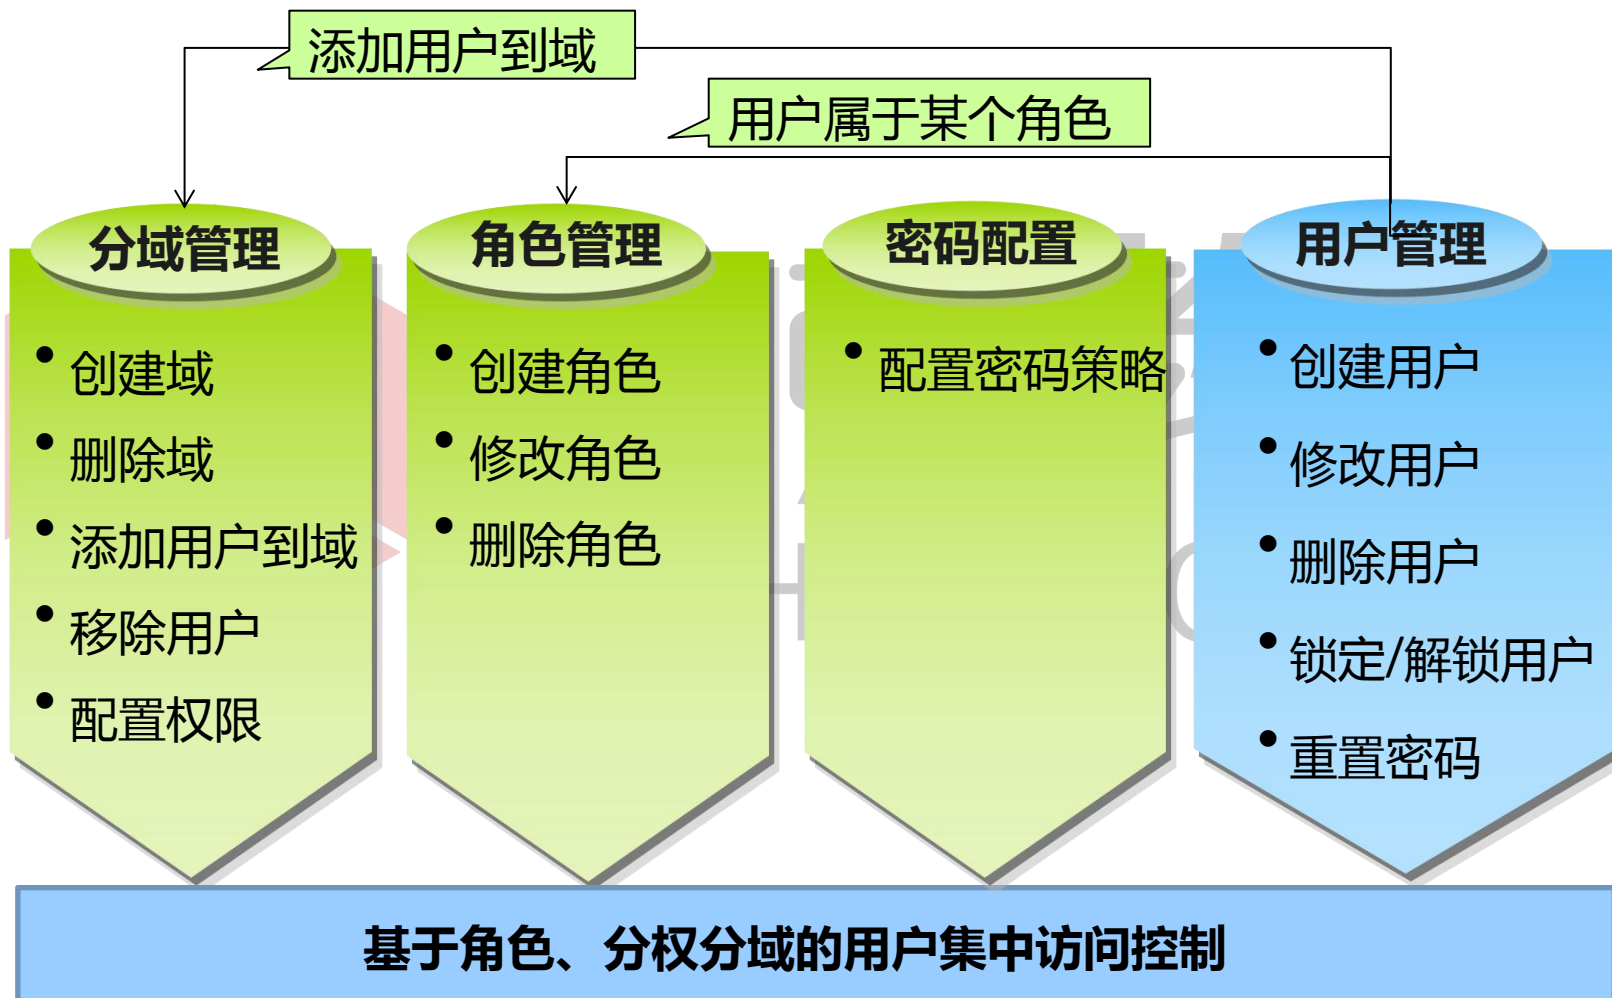 添加用户到域
用户属于某个角色
分域管理
• 创建域
• 删除域
• 添加用户到域
• 移除用户
• 配置权限
角色管理
• 创建角色
• 修改角色
• 删除角色
密码配置
• 配置密码策略
用户管理
• 创建用户
• 修改用户
• 删除用户
• 锁定/解锁用户
• 重置密码
基于角色、分权分域的用户集中访问控制